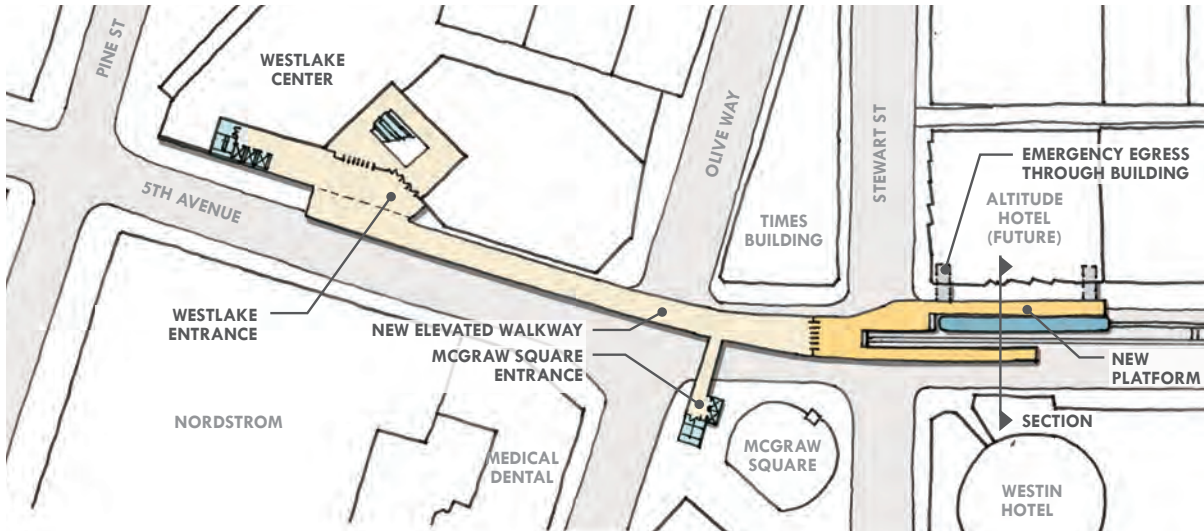 PINE ST
WESTLAKE
CENTER
OLIVE WAY
STEWART ST
EMERGENCY EGRESS
THROUGH BUILDING
ALTITUDE
HOTEL
(FUTURE)
5TH AVENUE
TIMES
BUILDING
WESTLAKE
ENTRANCE
NEW ELEVATED WALKWAY
MCGRAW SQUARE
ENTRANCE
NEW
PLATFORM
NORDSTROM
MEDICAL
DENTAL
MCGRAW
SQUARE
SECTION
WESTIN
HOTEL